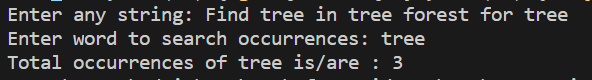 Enter any string: Find tree in tree forest for tree
Enter word to search occurrences: tree
Total occurrences of tree is/are : 3